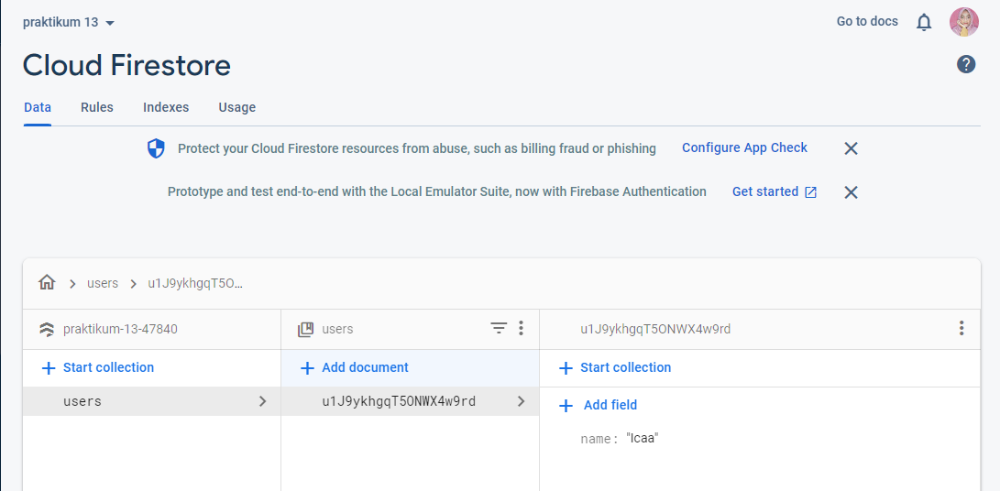 praktikum 13
Go to docs
Cloud Firestore
Data Rules Indexes Usage
Protect your Cloud Firestore resources from abuse, such as billing fraud or phishing Configure App Check
Prototype and test end-to-end with the Local Emulator Suite, now with Firebase Authentication Get started
users u1J9ykhgqT5O...
praktikum-13-47840 users u1J9ykhgqT5ONWX4w9rd
Start collection Add document Start collection
users u1J9ykhgqT5ONWX4w9rd Add field
name: "Icaa"